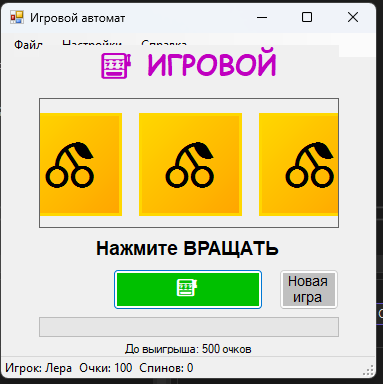 Игровой автомат
Файл Настройки Справка
🎰 ИГРОВОЙ
Нажмите ВРАЩАТЬ
🎰
Новая
игра
До выигрыша: 500 очков
Игрок: Лера Очки: 100 Спинов: 0